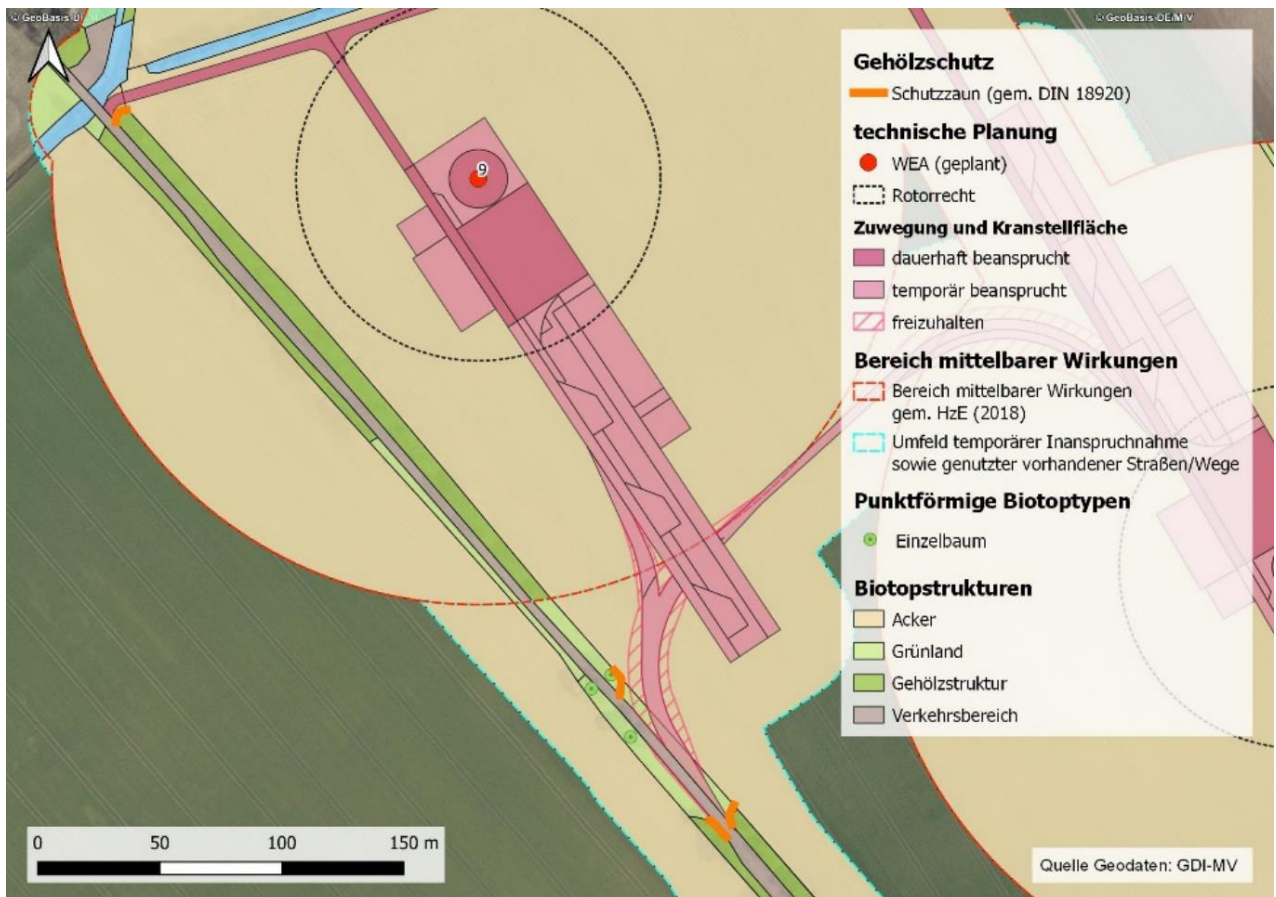 © GeoBasis-D
© GeoBasis-DE/M-V
Gehölzschutz
Schutzzaun (gem. DIN 18920)
technische Planung
WEA (geplant)
Rotorrecht
Zuwegung und Kranstellfläche
dauerhaft beansprucht
temporär beansprucht
freizuhalten
Bereich mittelbarer Wirkungen
Bereich mittelbarer Wirkungen
gem. HzE (2018)
Umfeld temporärer Inanspruchnahme
sowie genutzter vorhandener Straßen/Wege
Punktförmige Biotoptypen
Einzelbaum
Biotopstrukturen
Acker
Grünland
Gehölzstruktur
Verkehrsbereich
9
0 50 100 150 m
Quelle Geodaten: GDI-MV